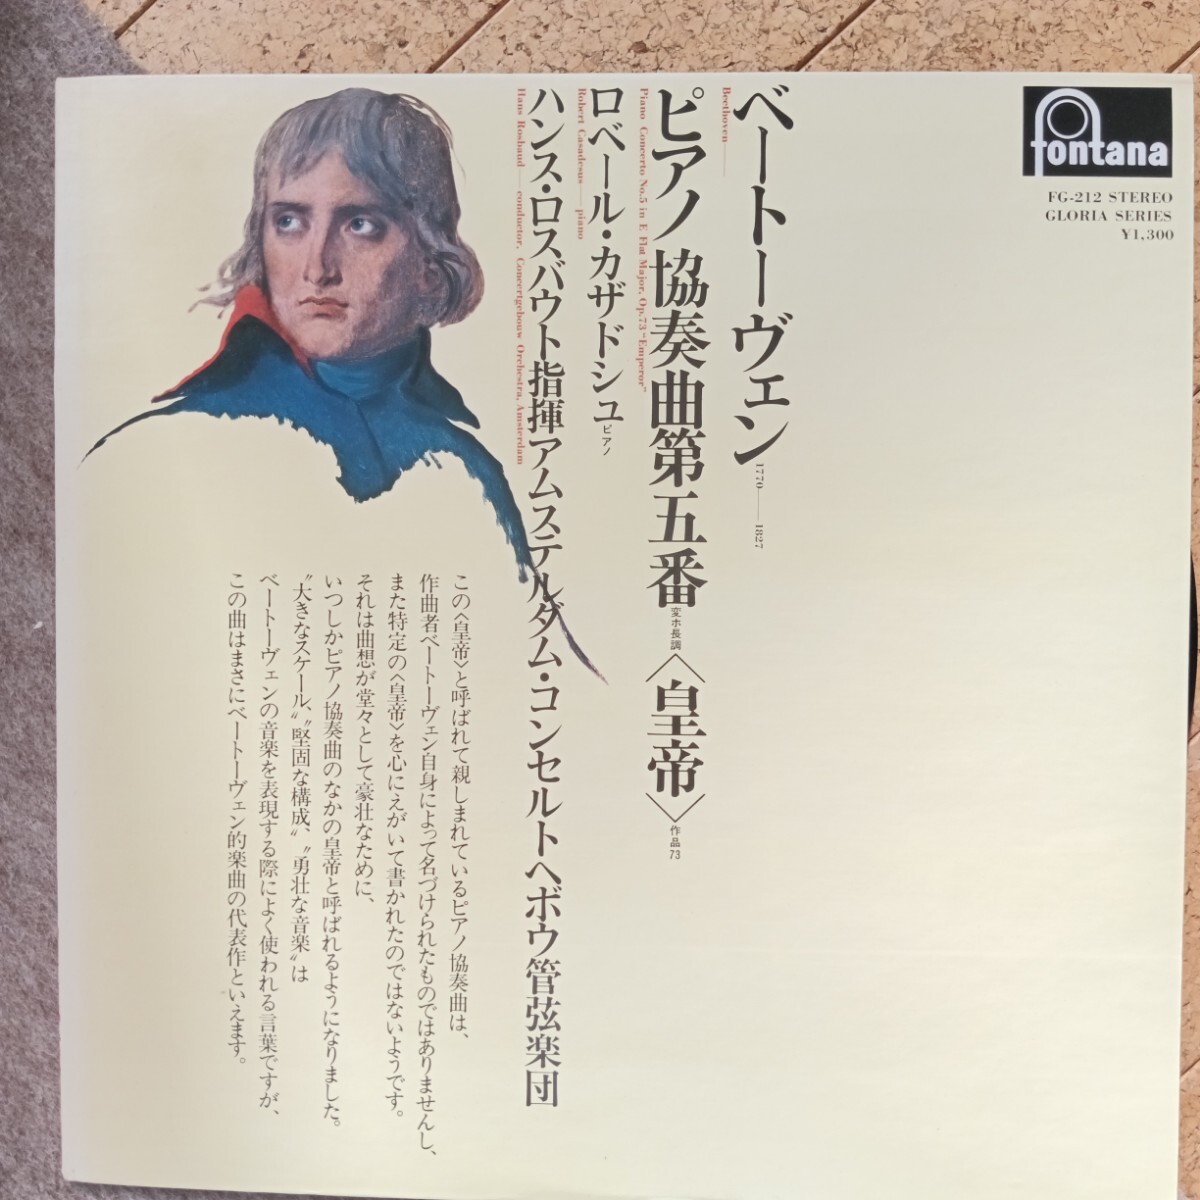 fontana
FG-212 STEREO
GLORIA SERIES
¥1,300
ベートーヴェン 1770——1827
Beethoven——
ピアノ協奏曲第五番 変ホ長調〈皇帝〉作品73
Piano Concerto No.5 in E Flat Major, Op.73 "Emperor"
ロベール・カザドシュ ピアノ
Robert Casadesus——piano
ハンス・ロスバウト指揮アムステルダム・コンセルトヘボウ管弦楽団
Hans Rosbaud——conductor, Concertgebouw Orchestra, Amsterdam
この〈皇帝〉と呼ばれて親しまれているピアノ協奏曲は、
作曲者ベートーヴェン自身によって名づけられたものではありませんし、
また特定の〈皇帝〉を心にえがいて書かれたのではないようです。
それは曲想が堂々として豪壮なために、
いつしかピアノ協奏曲のなかの皇帝と呼ばれるようになりました。
"大きなスケール"、"堅固な構成"、"勇壮な音楽"は
ベートーヴェンの音楽を表現する際によく使われる言葉ですが、
この曲はまさにベートーヴェン的楽曲の代表作といえます。